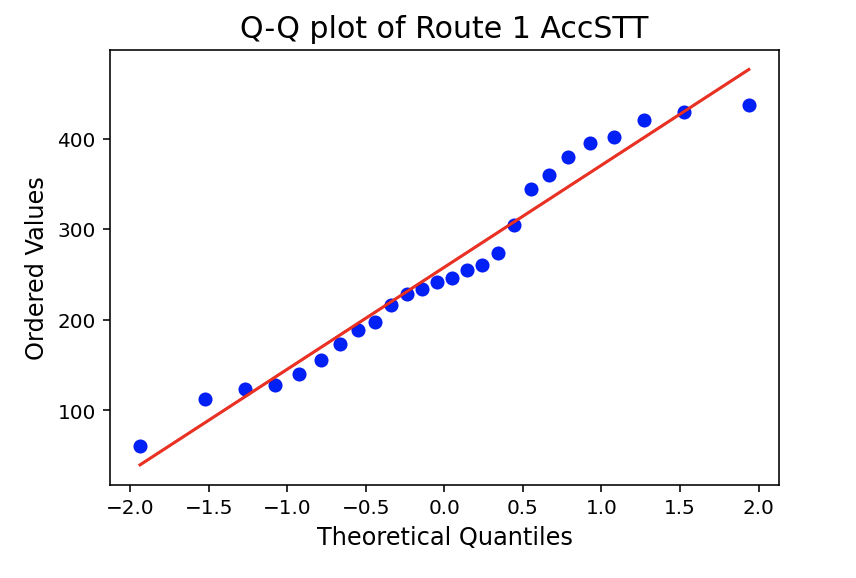 Q-Q plot of Route 1 AccSTT
Ordered Values
400
300
200
100
−2.0 −1.5 −1.0 −0.5 0.0 0.5 1.0 1.5 2.0
Theoretical Quantiles